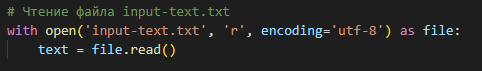 # Чтение файла input-text.txt
with open('input-text.txt', 'r', encoding='utf-8') as file:
    text = file.read()